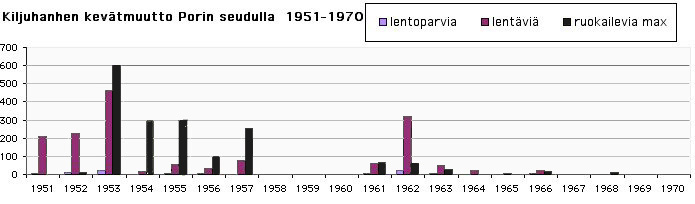 Kiljuhanhen kevätmuutto Porin seudulla 1951-1970
lentoparvia lentäviä ruokailevia max
700
600
500
400
300
200
100
0
1951 1952 1953 1954 1955 1956 1957 1958 1959 1960 1961 1962 1963 1964 1965 1966 1967 1968 1969 1970